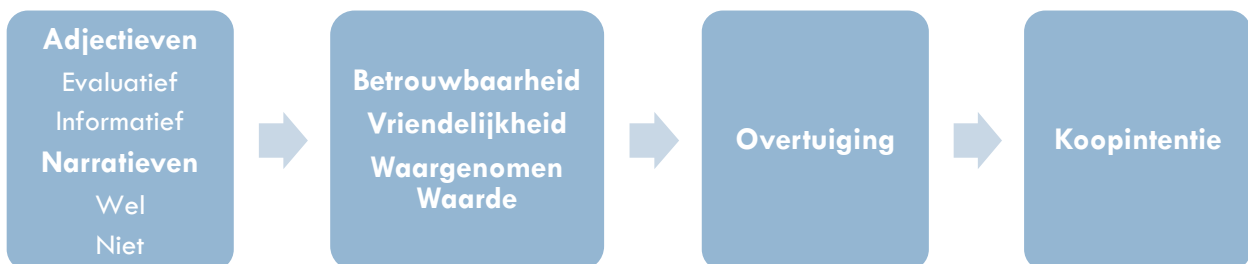 Adjectieven
Evaluatief
Informatief
Narratieven
Wel
Niet
Betrouwbaarheid
Vriendelijkheid
Waargenomen
Waarde
Overtuiging
Koopintentie